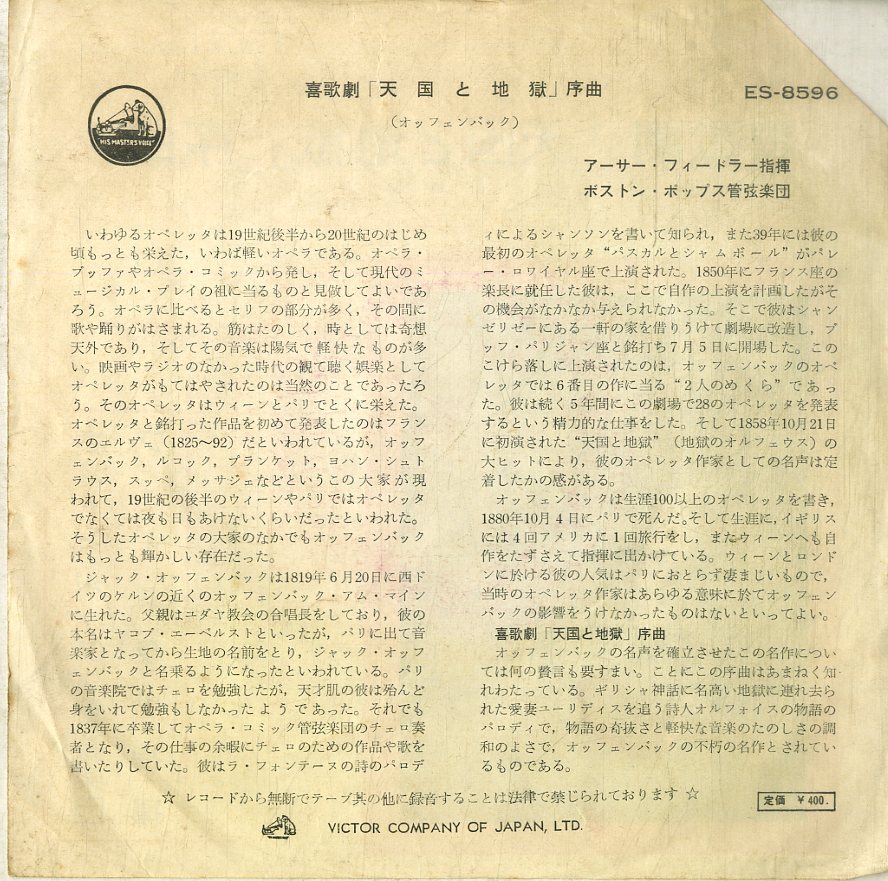 喜歌劇「天国と地獄」序曲
(オッフェンバック)
ES-8596
HIS MASTER'S VOICE
アーサー・フィードラー指揮
ボストン・ポップス管弦楽団
いわゆるオペレッタは19世紀後半から20世紀のはじめ
頃もっとも栄えた，いわば軽いオペラである。オペラ・
ブッファやオペラ・コミックから発し，そして現代のミ
ュージカル・プレイの祖に当るものと見做してよいであ
ろう。オペラに比べるとセリフの部分が多く，その間に
歌や踊りがはさまれる。筋はたのしく，時としては奇想
天外であり，そしてその音楽は陽気で軽快なものが多
い。映画やラジオのなかった時代の観て聴く娯楽として
オペレッタがもてはやされたのは当然のことであったろ
う。そのオペレッタはウィーンとパリでとくに栄えた。
オペレッタと銘打った作品を初めて発表したのはフラン
スのエルヴェ（1825〜92）だといわれているが，オッフ
ェンバック，ルコック，プランケット，ヨハン・シュト
ラウス，スッペ，メッサジェなどというこの大家が現
われて，19世紀の後半のウィーンやパリではオペレッタ
でなくては夜も日もあけないくらいだったといわれた。
そうしたオペレッタの大家のなかでもオッフェンバック
はもっとも輝かしい存在だった。
ジャック・オッフェンバックは1819年6月20日に西ド
イツのケルンの近くのオッフェンバック・アム・マイン
に生れた。父親はユダヤ教会の合唱長をしており，彼の
本名はヤコブ・エーベルストといったが，パリに出て音
楽家となってから生地の名前をとり，ジャック・オッフ
ェンバックと名乗るようになったといわれている。パリ
の音楽院ではチェロを勉強したが，天才肌の彼は殆んど
身をいれて勉強もしなかったようであった。それでも
1837年に卒業してオペラ・コミック管弦楽団のチェロ奏
者となり，その仕事の余暇にチェロのための作品や歌を
書いたりしていた。彼はラ・フォンテーヌの詩のパロデ
ィによるシャンソンを書いて知られ，また39年には彼の
最初のオペレッタ“パスカルとシャムボール”がパレ
ー・ロワイヤル座で上演された。1850年にフランス座の
楽長に就任した彼は，ここで自作の上演を計画したがそ
の機会がなかなか与えられなかった。そこで彼はシャン
ゼリゼーにある一軒の家を借りうけて劇場に改造し，ブ
ッフ・パリジャン座と銘打ち7月5日に開場した。この
こけら落しに上演されたのは，オッフェンバックのオペ
レッタでは6番目の作に当る“2人のめくら”であっ
た。彼は続く5年間にこの劇場で28のオペレッタを発表
するという精力的な仕事をした。そして1858年10月21日
に初演された“天国と地獄”（地獄のオルフェウス）の
大ヒットにより，彼のオペレッタ作家としての名声は定
着したかの感がある。
オッフェンバックは生涯100以上のオペレッタを書き，
1880年10月4日にパリで死んだ。そして生涯に，イギリス
には4回アメリカに1回旅行をし，またウィーンへも自
作をたずさえて指揮に出かけている。ウィーンとロンド
ンに於ける彼の人気はパリにおとらず凄まじいもので，
当時のオペレッタ作家はあらゆる意味に於てオッフェン
バックの影響をうけなかったものはないといってよい。
喜歌劇「天国と地獄」序曲
オッフェンバックの名声を確立させたこの名作につい
ては何の贅言も要すまい。ことにこの序曲はあまねく知
れわたっている。ギリシャ神話に名高い地獄に連れ去ら
れた愛妻ユーリディスを追う詩人オルフォイスの物語の
パロディで，物語の奇抜さと軽快な音楽のたのしさの調
和のよさで，オッフェンバックの不朽の名作とされてい
るものである。
☆ レコードから無断でテープ其の他に録音することは法律で禁じられております ☆
定価 ￥400.
VICTOR COMPANY OF JAPAN, LTD.